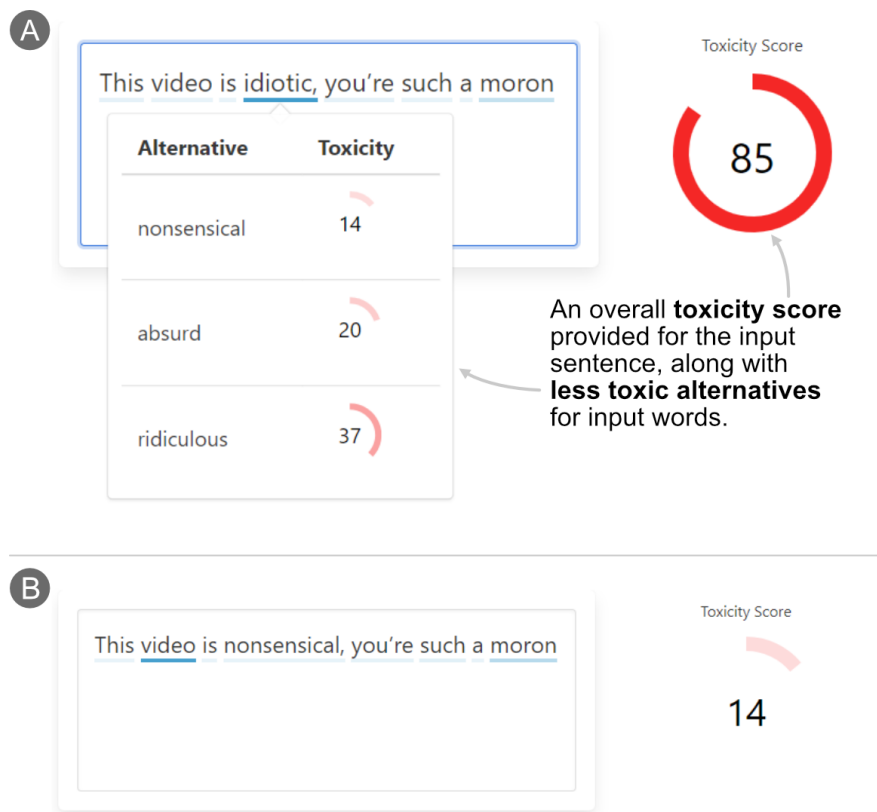 A
This video is idiotic, you’re such a moron
Toxicity Score
85
Alternative Toxicity
nonsensical 14
absurd 20
ridiculous 37
An overall toxicity score
provided for the input
sentence, along with
less toxic alternatives
for input words.
B
This video is nonsensical, you’re such a moron
Toxicity Score
14